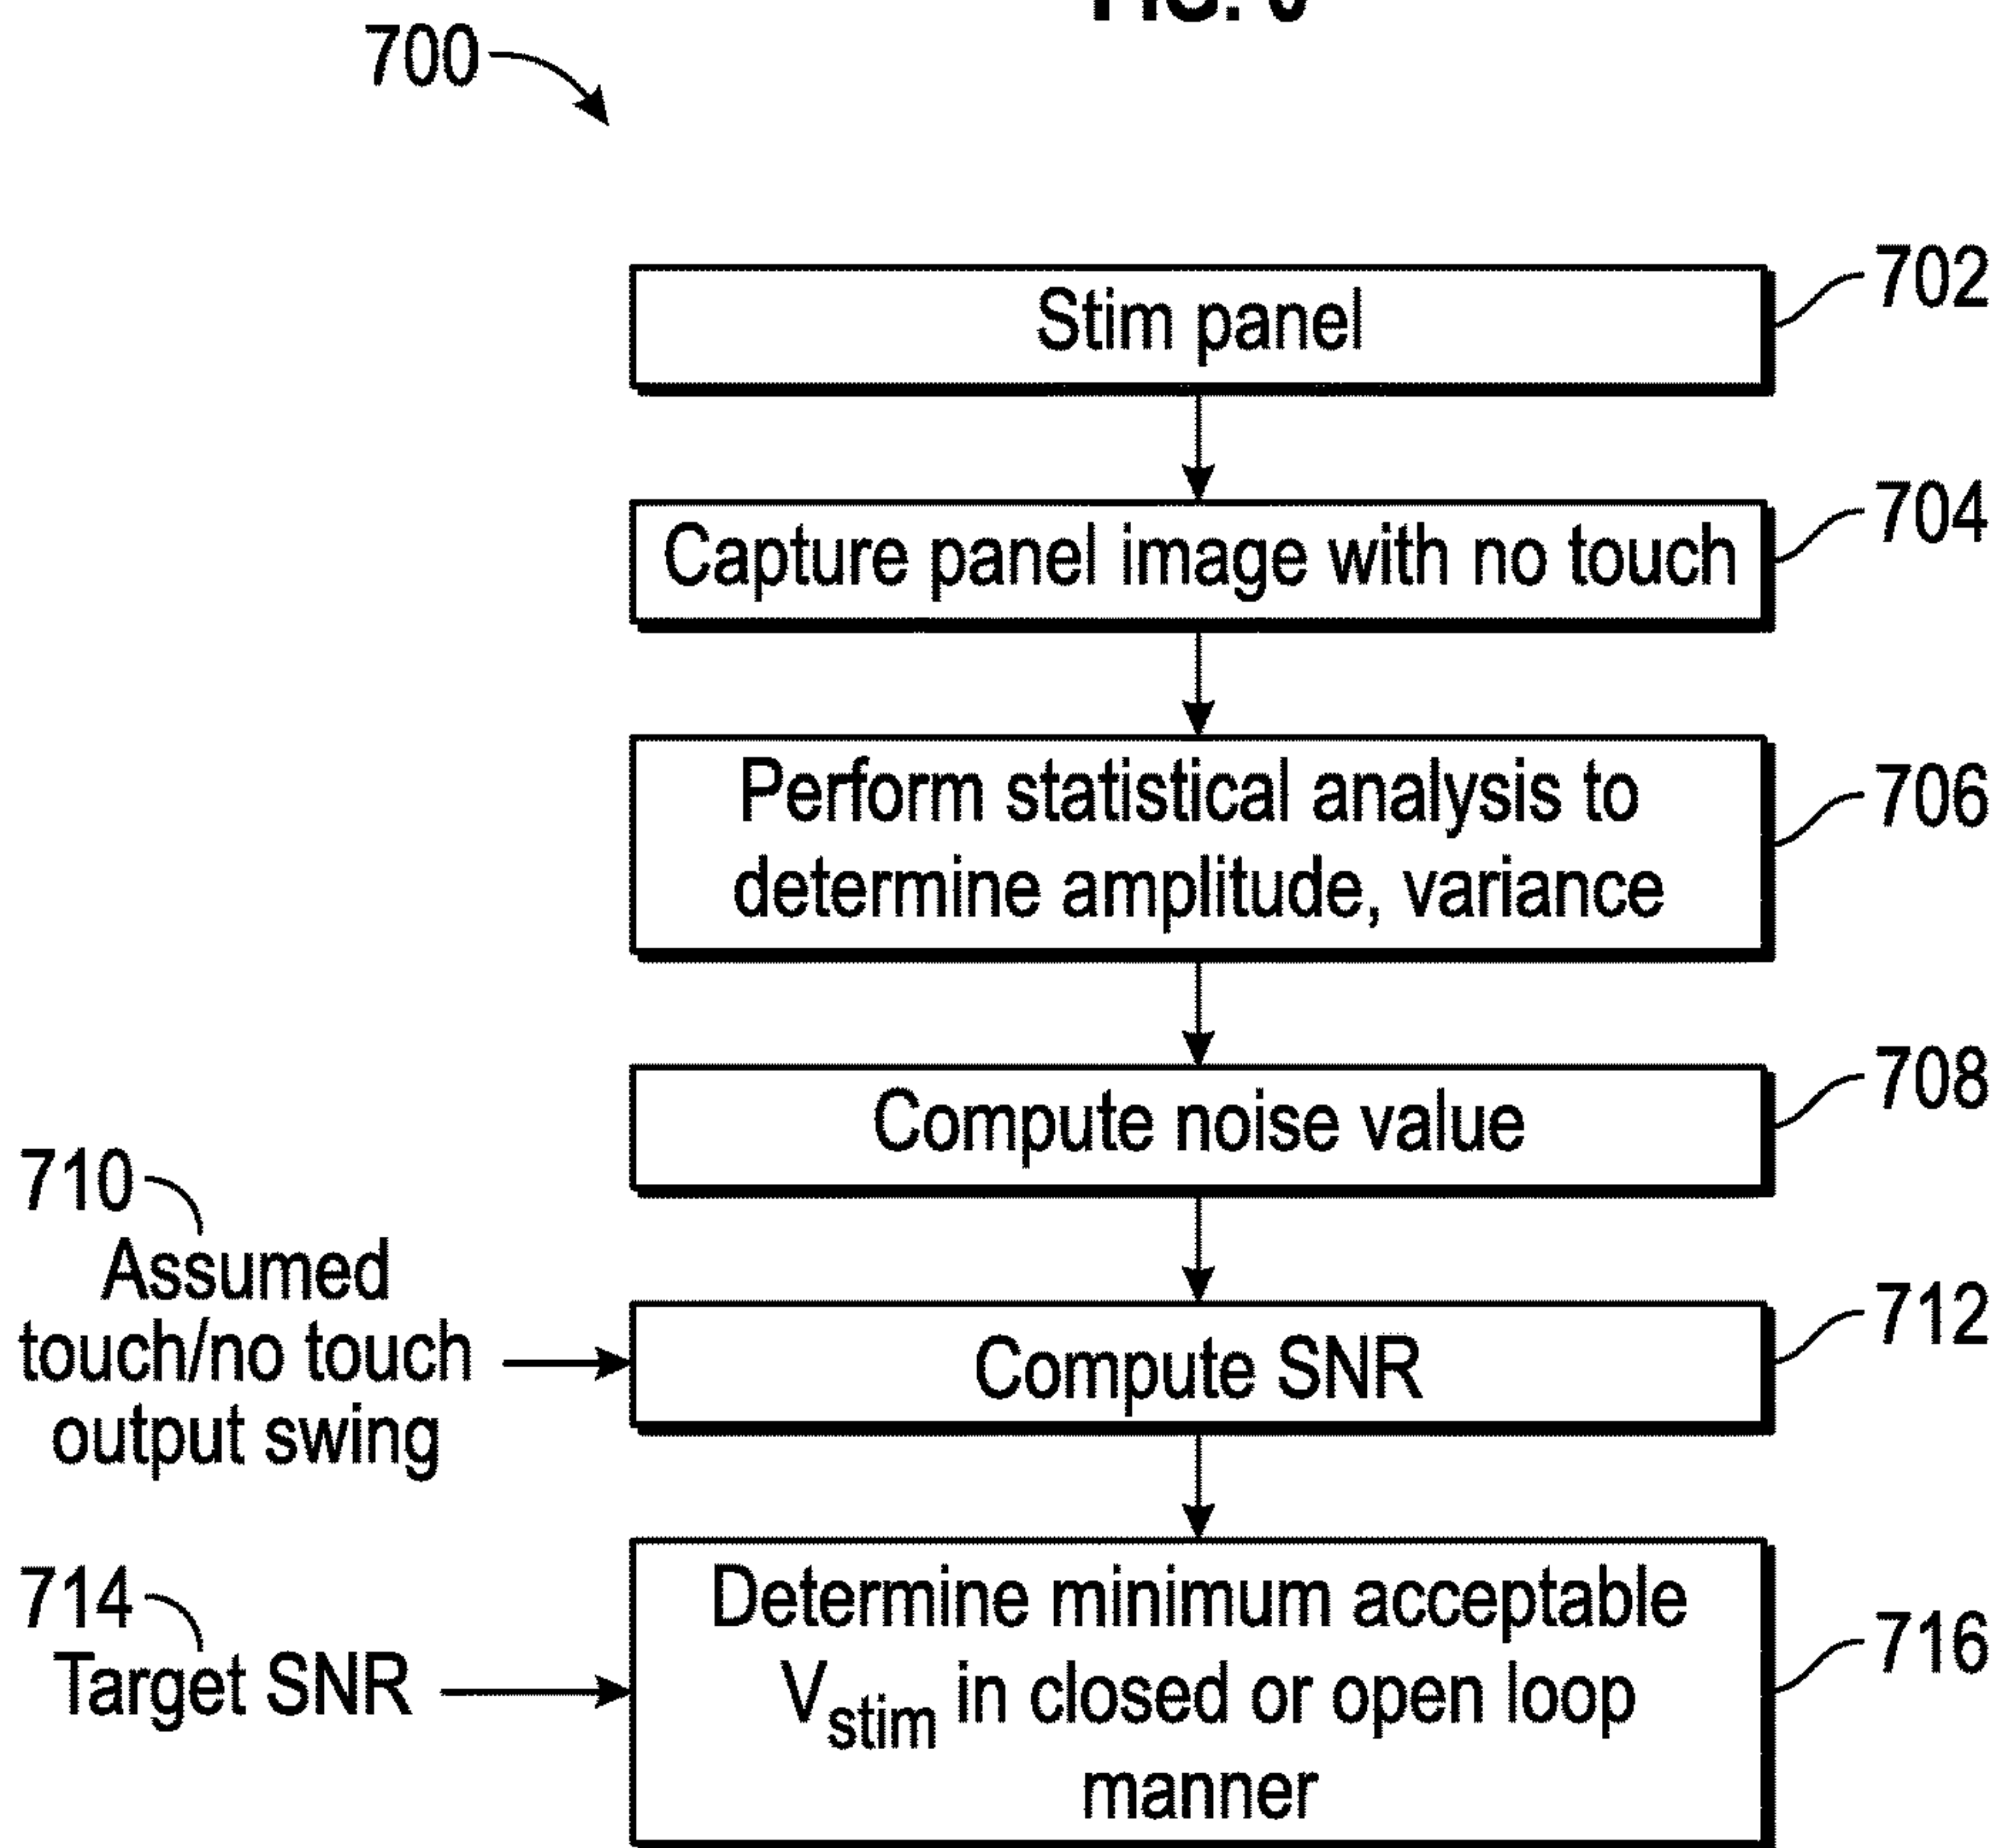 700
702
Stim panel
704
Capture panel image with no touch
706
Perform statistical analysis to
determine amplitude, variance
708
Compute noise value
710
Assumed
touch/no touch
output swing
712
Compute SNR
714
Target SNR
716
Determine minimum acceptable
Vstim in closed or open loop
manner